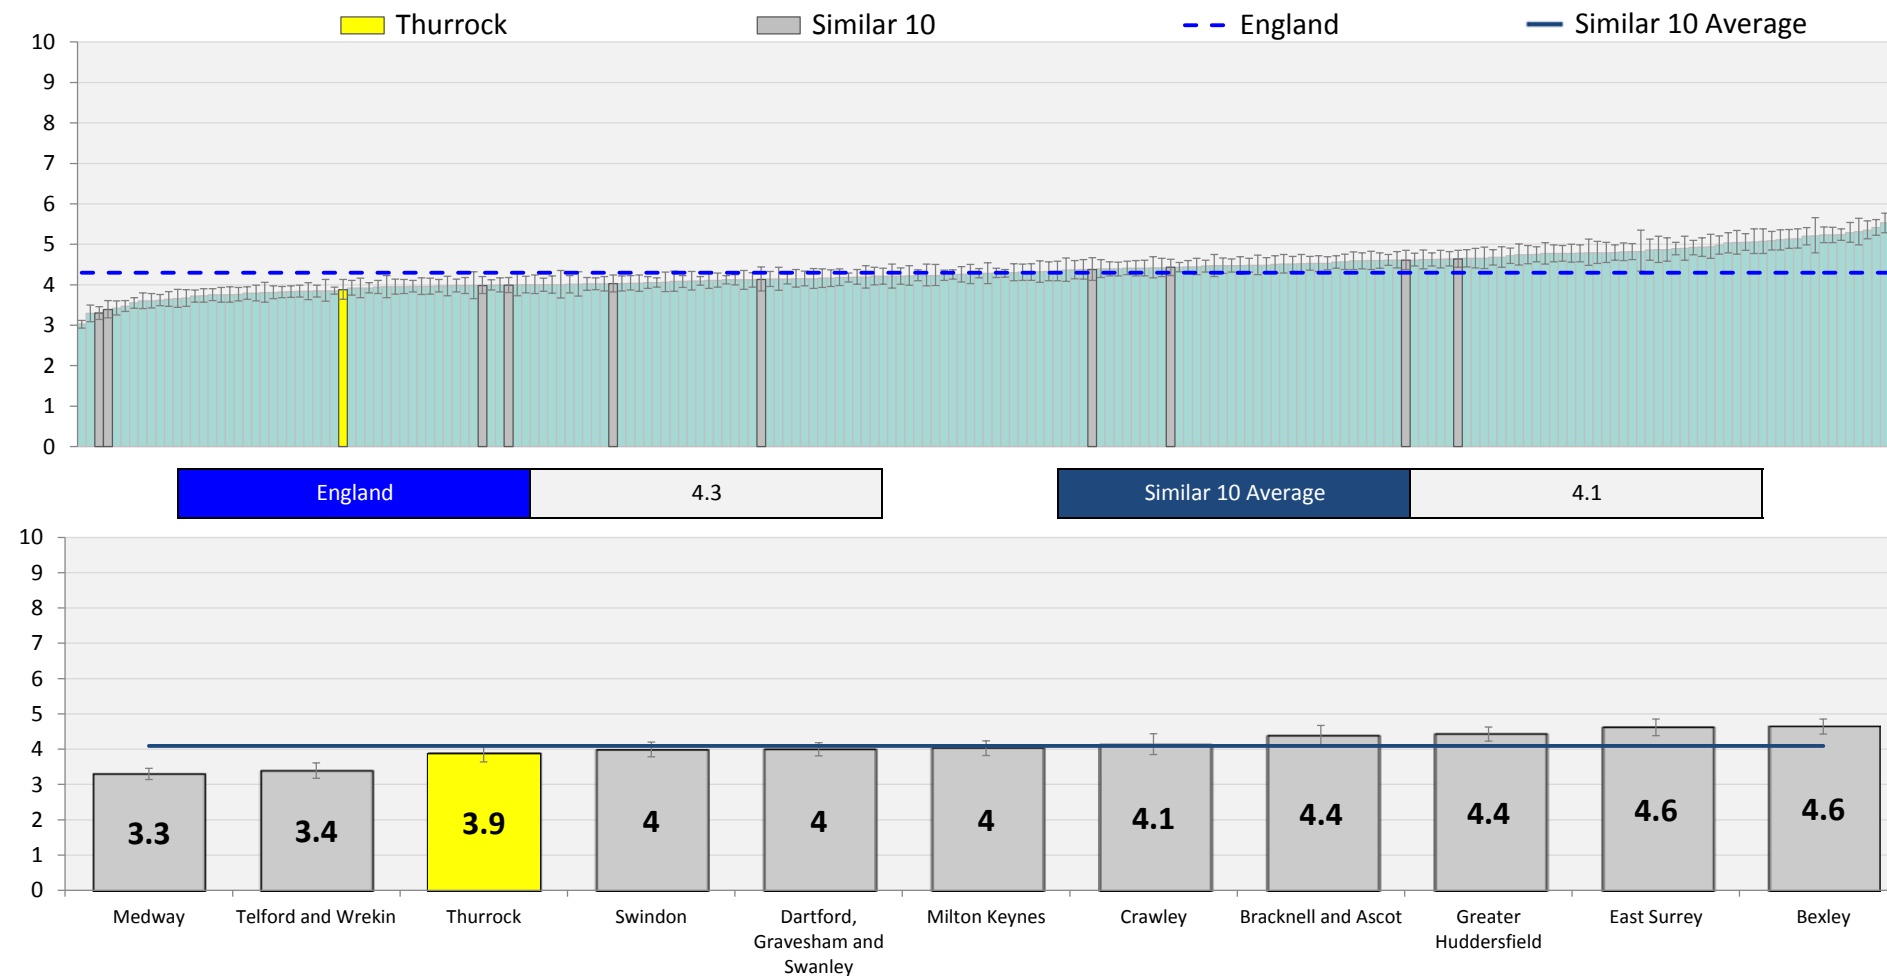 Thurrock
Similar 10
England
Similar 10 Average
10
9
8
7
6
5
4
3
2
1
0
England
4.3
Similar 10 Average
4.1
10
9
8
7
6
5
4
3
2
1
0
3.3
3.4
3.9
4
4
4
4.1
4.4
4.4
4.6
4.6
Medway
Telford and Wrekin
Thurrock
Swindon
Dartford,
Gravesham and
Swanley
Milton Keynes
Crawley
Bracknell and Ascot
Greater
Huddersfield
East Surrey
Bexley